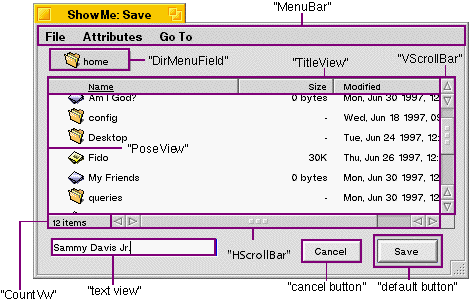 ShowMe: Save
"MenuBar"
File Attributes Go To
home
"DirMenuField"
"TitleView"
"VScrollBar"
Name Size Modified
Am I God? 0 bytes Mon, Jun 30 1997, 12:
config - Wed, Jun 18 1997, 09
Desktop - Tue, Jun 24 1997, 12:
"PoseView"
Fido 30K Thu, Jun 26 1997, 12:
My Friends 0 bytes Mon, Jun 30 1997, 12:
queries - Mon, Jun 30 1997, 12:
12 items
Sammy Davis Jr.
"HScrollBar"
Cancel
Save
"CountVw"
"text view"
"cancel button"
"default button"